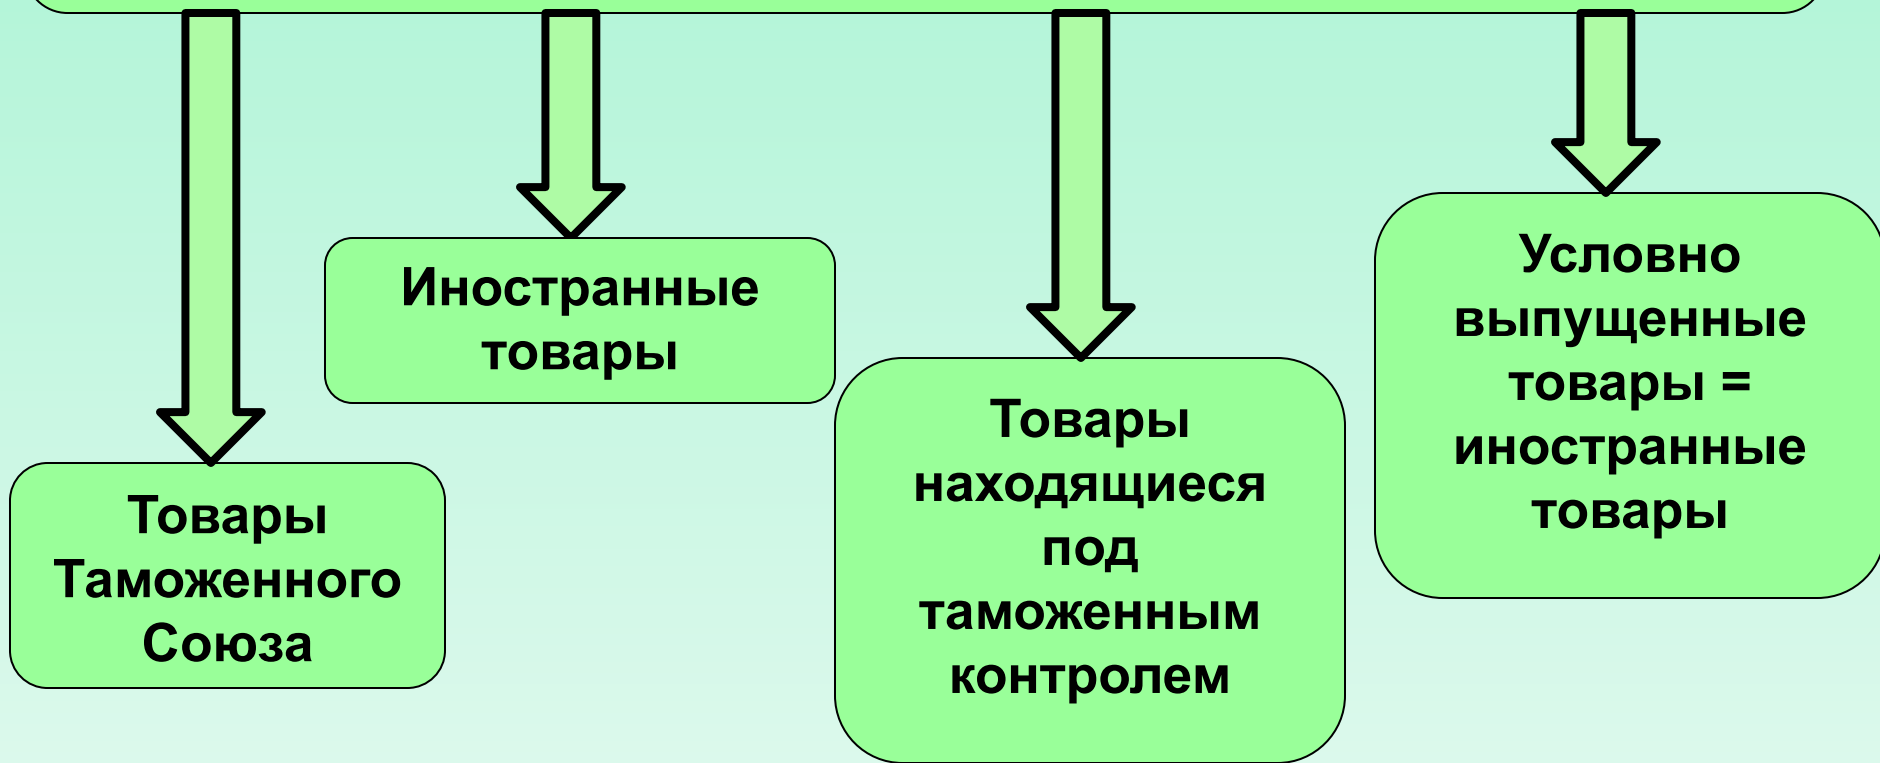 Товары
Таможенного
Союза
Иностранные
товары
Товары
находящиеся
под
таможенным
контролем
Условно
выпущенные
товары =
иностранные
товары